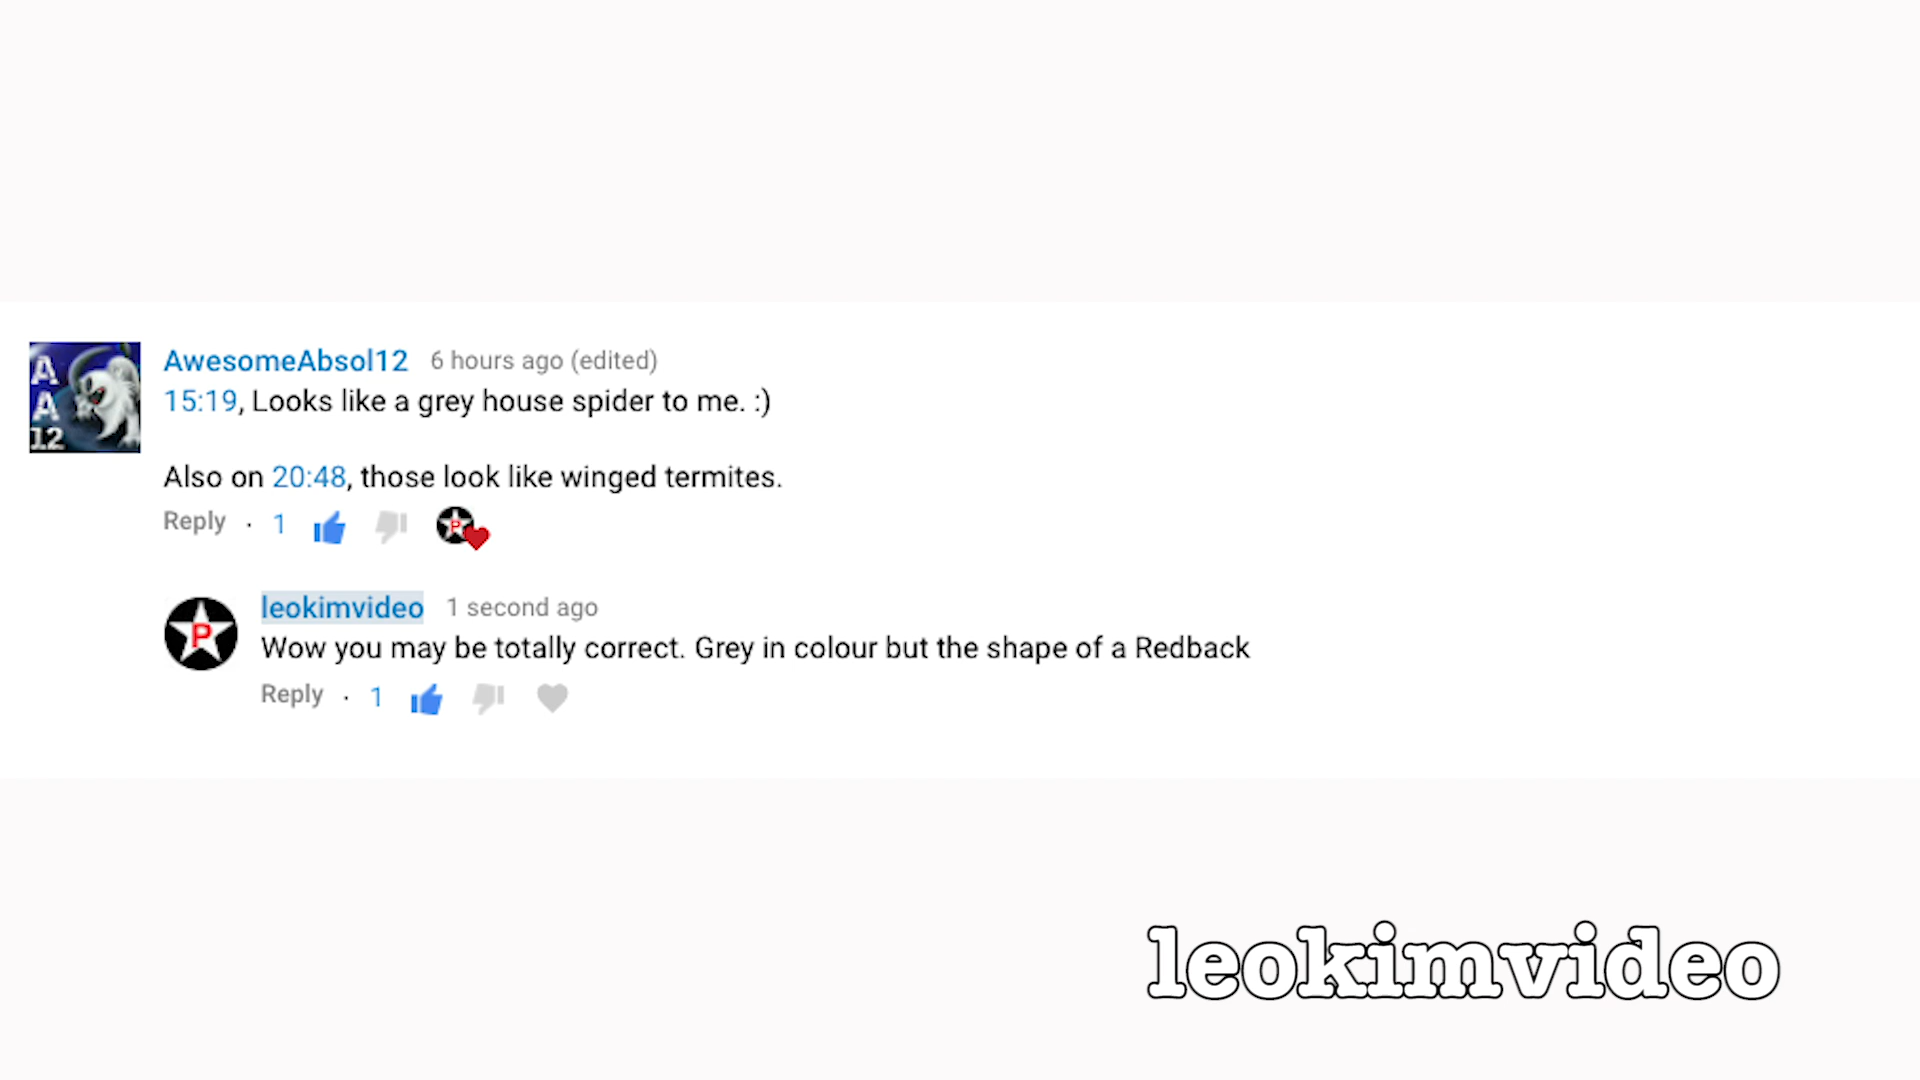 A
A
12
AwesomeAbsol12 6 hours ago (edited)
15:19, Looks like a grey house spider to me. :)
Also on 20:48, those look like winged termites.
Reply · 1
P
P
leokimvideo 1 second ago
Wow you may be totally correct. Grey in colour but the shape of a Redback
Reply · 1
leokimvideo